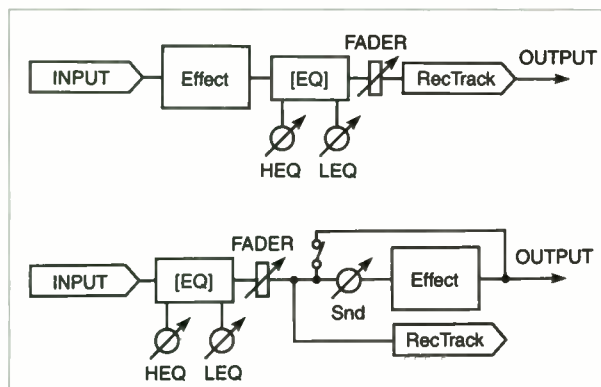 FADER
OUTPUT
INPUT
Effect
[EQ]
RecTrack
HEQ
LEQ
FADER
OUTPUT
INPUT
[EQ]
Effect
Snd
RecTrack
HEQ
LEQ